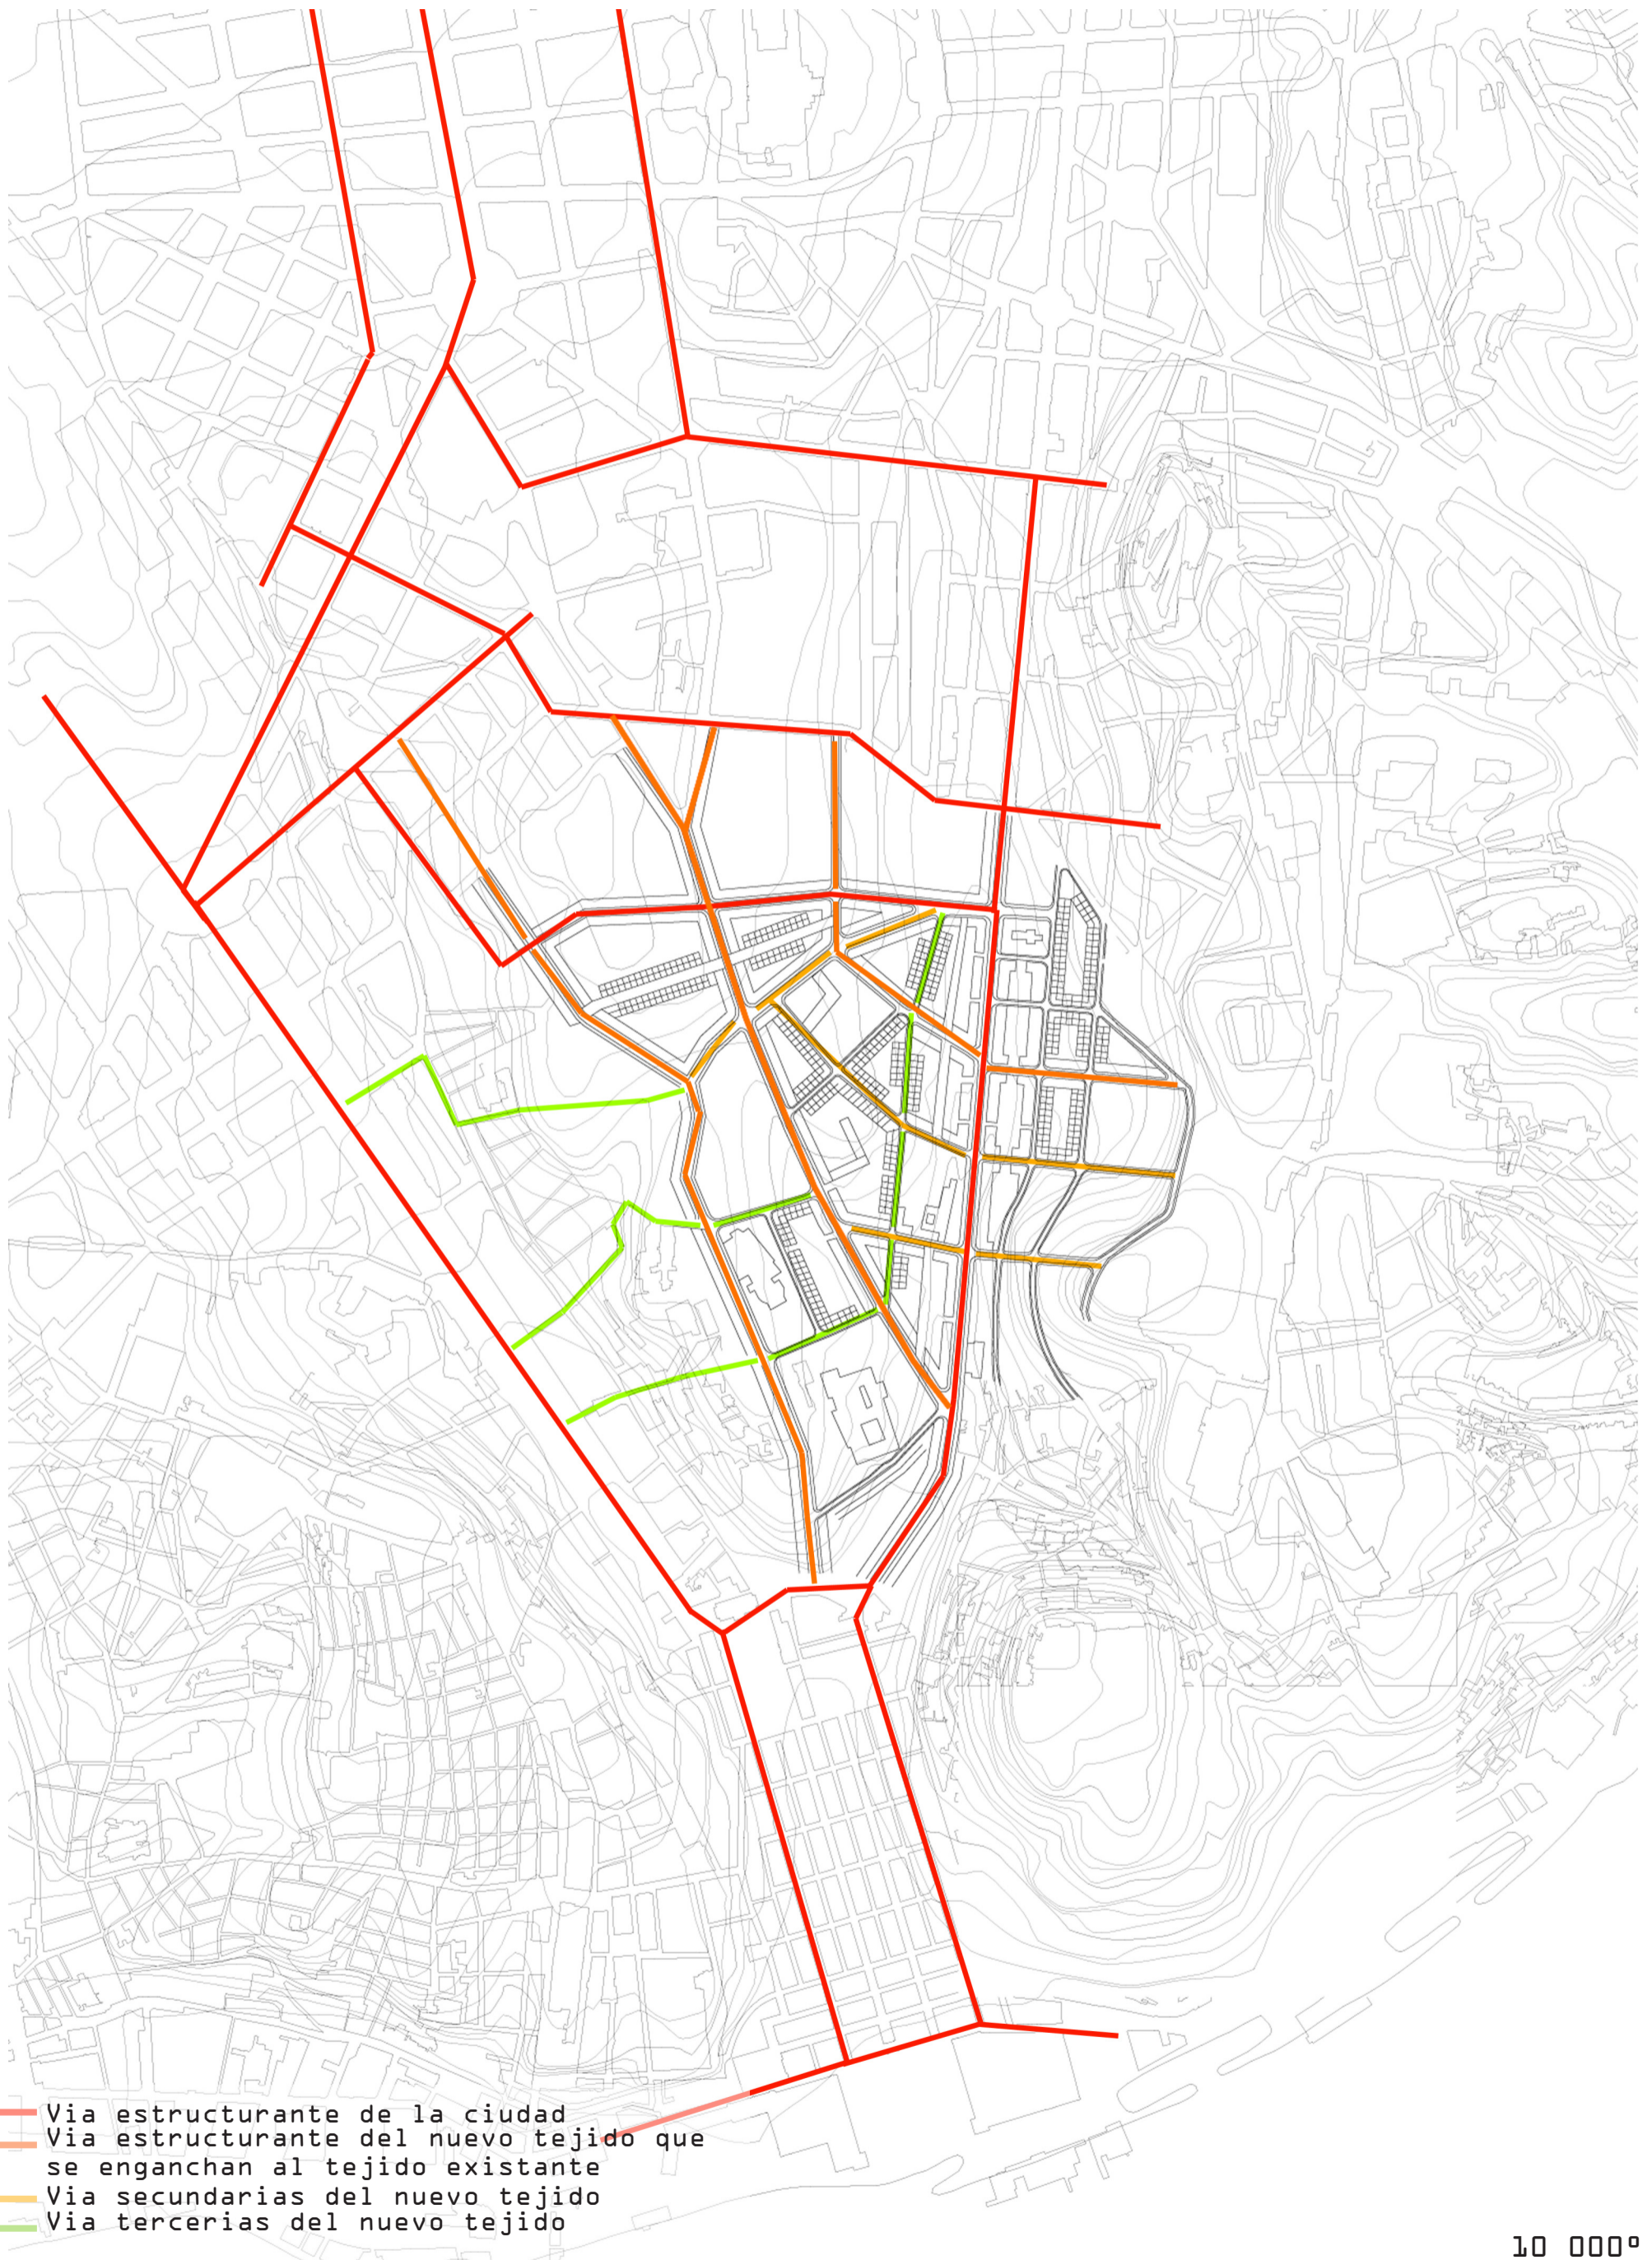 Via estructurante de la ciudad
Via estructurante del nuevo tejido que
se enganchan al tejido existante
Via secundarias del nuevo tejido
Via tercerias del nuevo tejido
10 000º